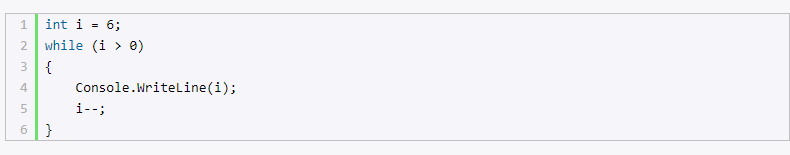 1 int i = 6;
2 while (i > 0)
3 {
4     Console.WriteLine(i);
5     i--;
6 }